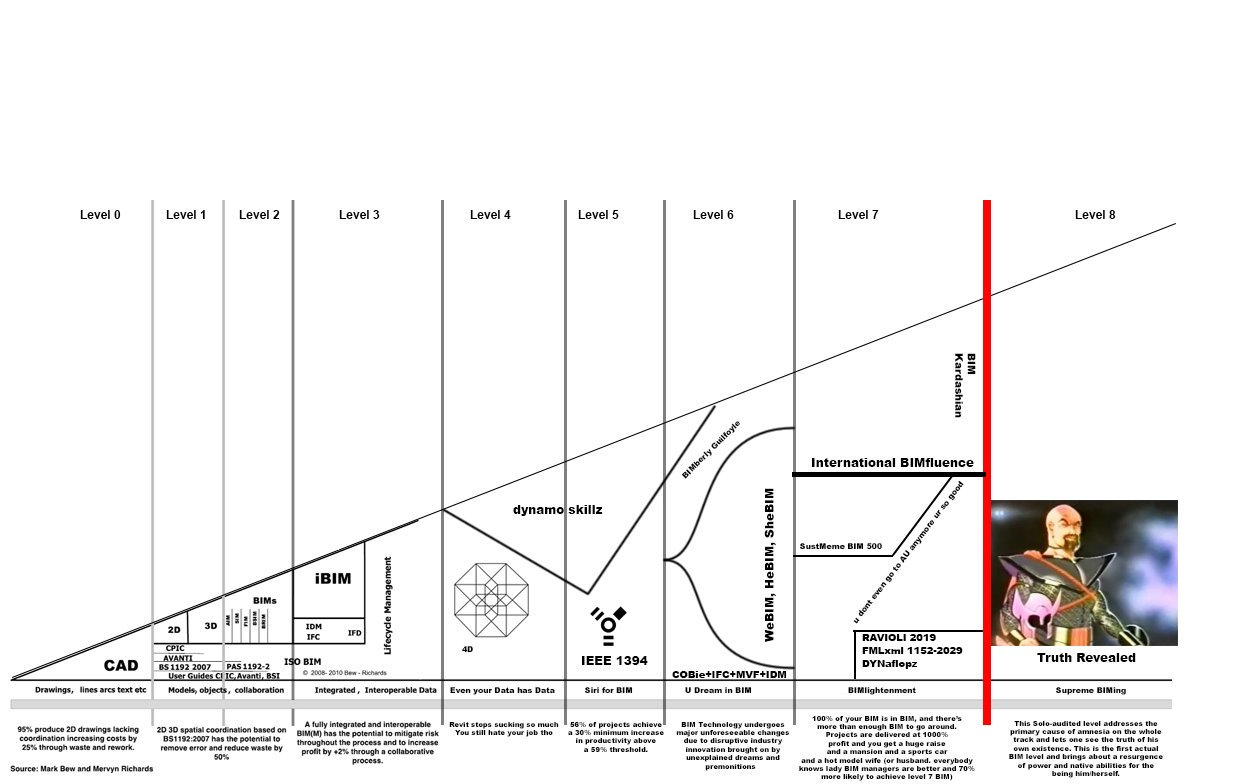 Level 0
Level 1
Level 2
Level 3
Level 4
Level 5
Level 6
Level 7
Level 8
CAD
2D
3D
BIMs
AIM
SIM
FIM
BSIM
BRIM
CPIC
AVANTI
BS 1192 2007
PAS 1192-2
User Guides CPIC, Avanti, BSI
iBIM
IDM
IFC
IFD
Lifecycle Management
ISO BIM
© 2008- 2010 Bew - Richards
dynamo skillz
4D
IEEE 1394
BIMberly Guilfoyle
WeBIM, HeBIM, SheBIM
COBie+IFC+MVF+IDM
BIM
Kardashian
International BIMfluence
SustMeme BIM 500
u dont even go to AU anymore ur so good
RAVIOLI 2019
FMLxml 1152-2029
DYNaflopz
Truth Revealed
Drawings, lines arcs text etc
Models, objects, collaboration
Integrated, Interoperable Data
Even your Data has Data
Siri for BIM
U Dream in BIM
BIMlightenment
Supreme BIMing
95% produce 2D drawings lacking
coordination increasing costs by
25% through waste and rework.
2D 3D spatial coordination based on
BS1192:2007 has the potential to
remove error and reduce waste by
50%
A fully integrated and interoperable
BIM(M) has the potential to mitigate risk
throughout the process and to increase
profit by +2% through a collaborative
process.
Revit stops sucking so much
You still hate your job tho
56% of projects achieve
a 30% minimum increase
in productivity above
a 59% threshold.
BIM Technology undergoes
major unforeseeable changes
due to disruptive industry
innovation brought on by
unexplained dreams and
premonitions
100% of your BIM is in BIM, and there's
more than enough BIM to go around.
Projects are delivered at 1000%
profit and you get a huge raise
and a mansion and a sports car
and a hot model wife (or husband. everybody
knows lady BIM managers are better and 70%
more likely to achieve level 7 BIM)
This Solo-audited level addresses the
primary cause of amnesia on the whole
track and lets one see the truth of his
own existence. This is the first actual
BIM level and brings about a resurgence
of power and native abilities for the
being him/herself.
Source: Mark Bew and Mervyn Richards